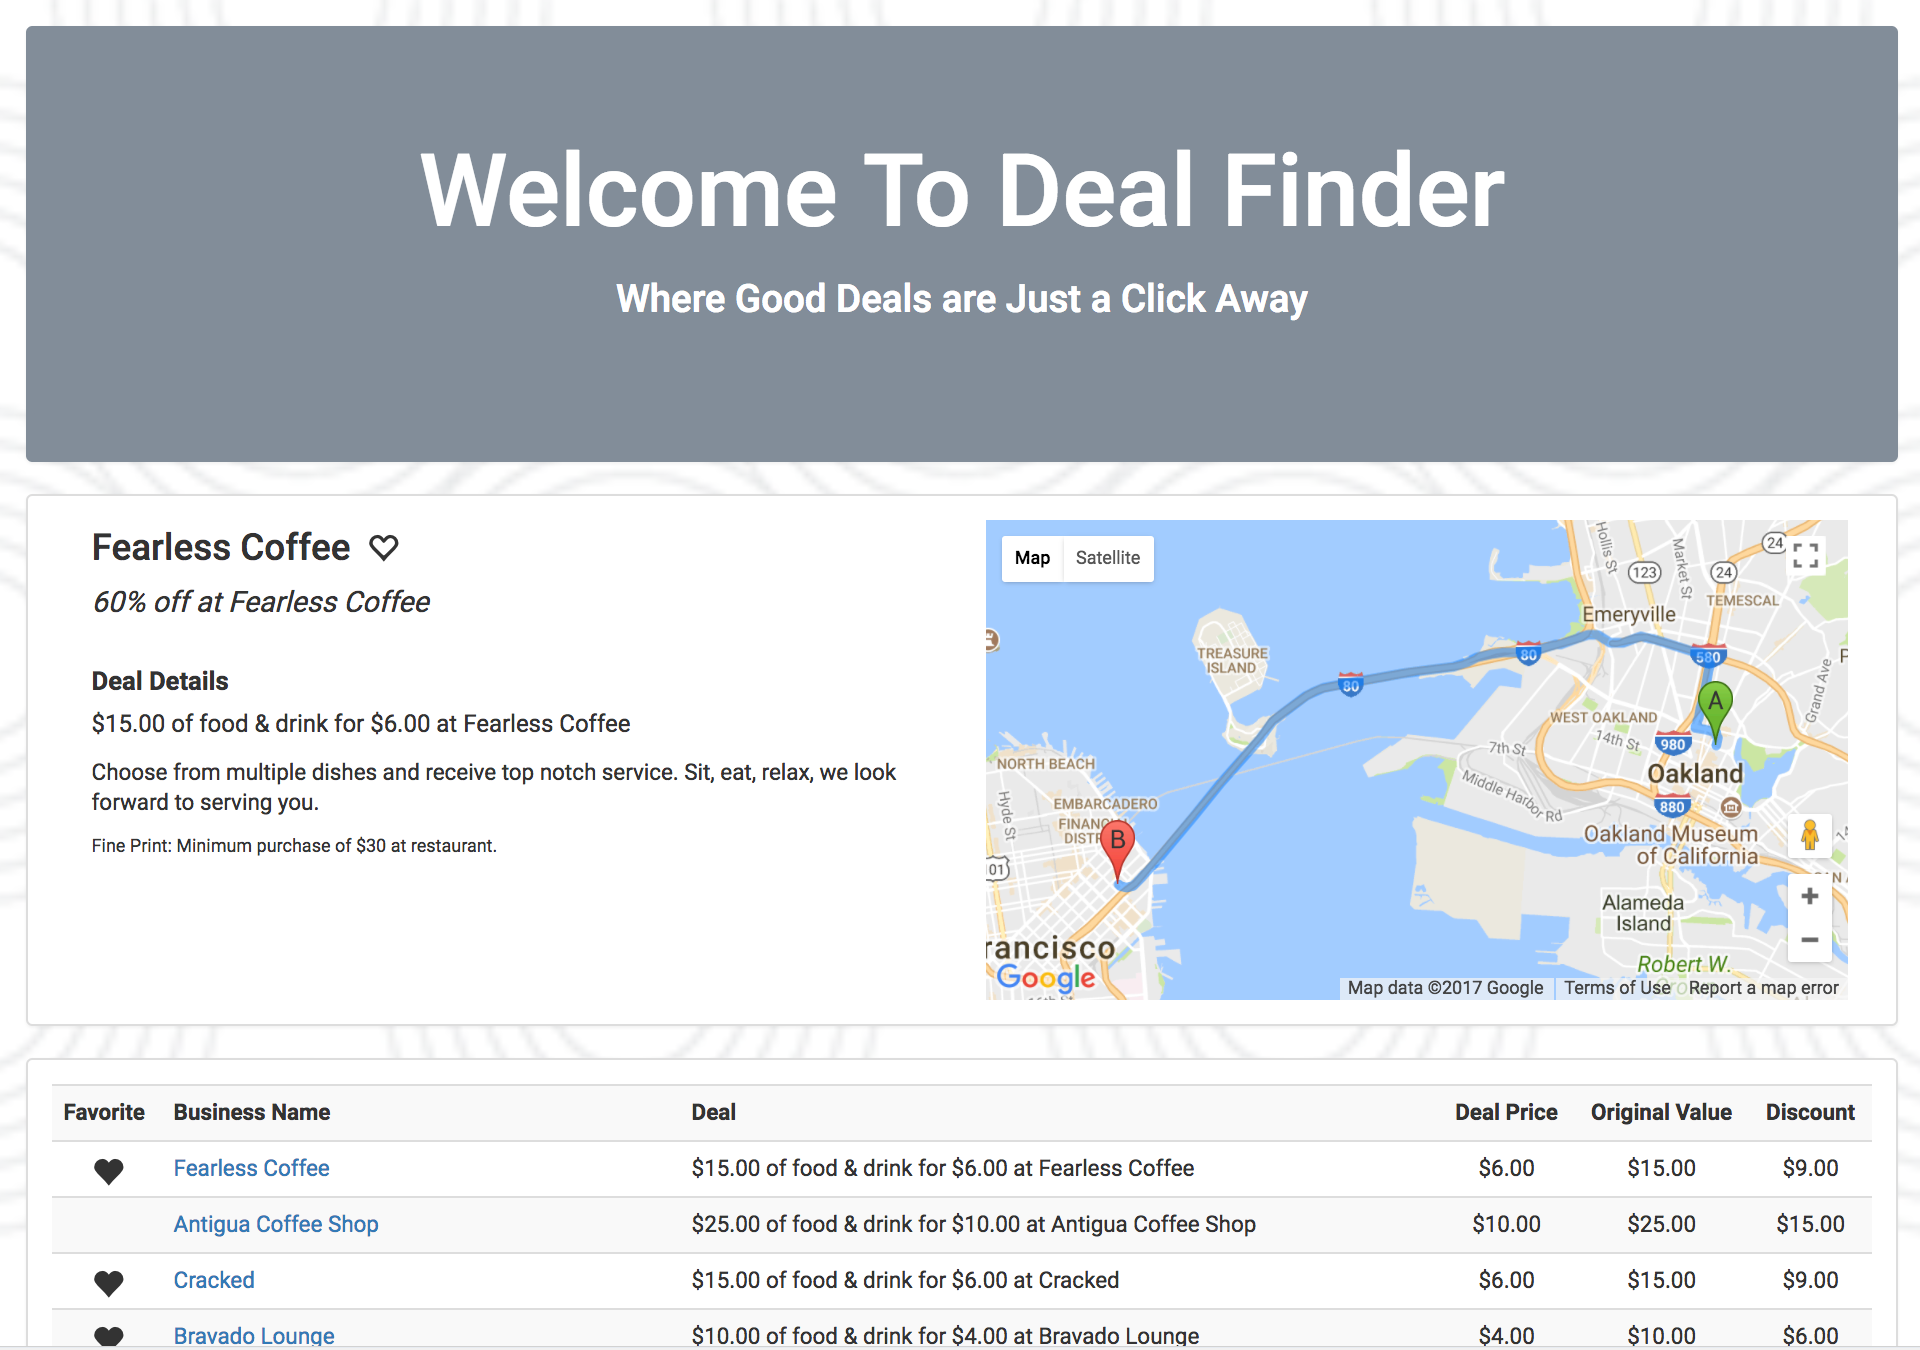 Welcome To Deal Finder
Where Good Deals are Just a Click Away
Fearless Coffee
60% off at Fearless Coffee
Deal Details
$15.00 of food & drink for $6.00 at Fearless Coffee
Choose from multiple dishes and receive top notch service. Sit, eat, relax, we look
forward to serving you.
Fine Print: Minimum purchase of $30 at restaurant.
Map Satellite
Hollis St
Market St
24
123
24
TEMESCAL
Emeryville
TREASURE
ISLAND
80
580
80
Grand Ave
A
WEST OAKLAND
14th St
980
7th St
NORTH BEACH
Oakland
Middle Harbor Rd
Hyde St
EMBARCADERO
880
FINANCIAL
B
Oakland Museum
of California
101
Alameda
Island
rancisco
Robert W.
Google
Map data ©2017 Google Terms of Use Report a map error
Favorite Business Name Deal Deal Price Original Value Discount
Fearless Coffee $15.00 of food & drink for $6.00 at Fearless Coffee $6.00 $15.00 $9.00
Antigua Coffee Shop $25.00 of food & drink for $10.00 at Antigua Coffee Shop $10.00 $25.00 $15.00
Cracked $15.00 of food & drink for $6.00 at Cracked $6.00 $15.00 $9.00
Bravado Lounge $10.00 of food & drink for $4.00 at Bravado Lounge $4.00 $10.00 $6.00